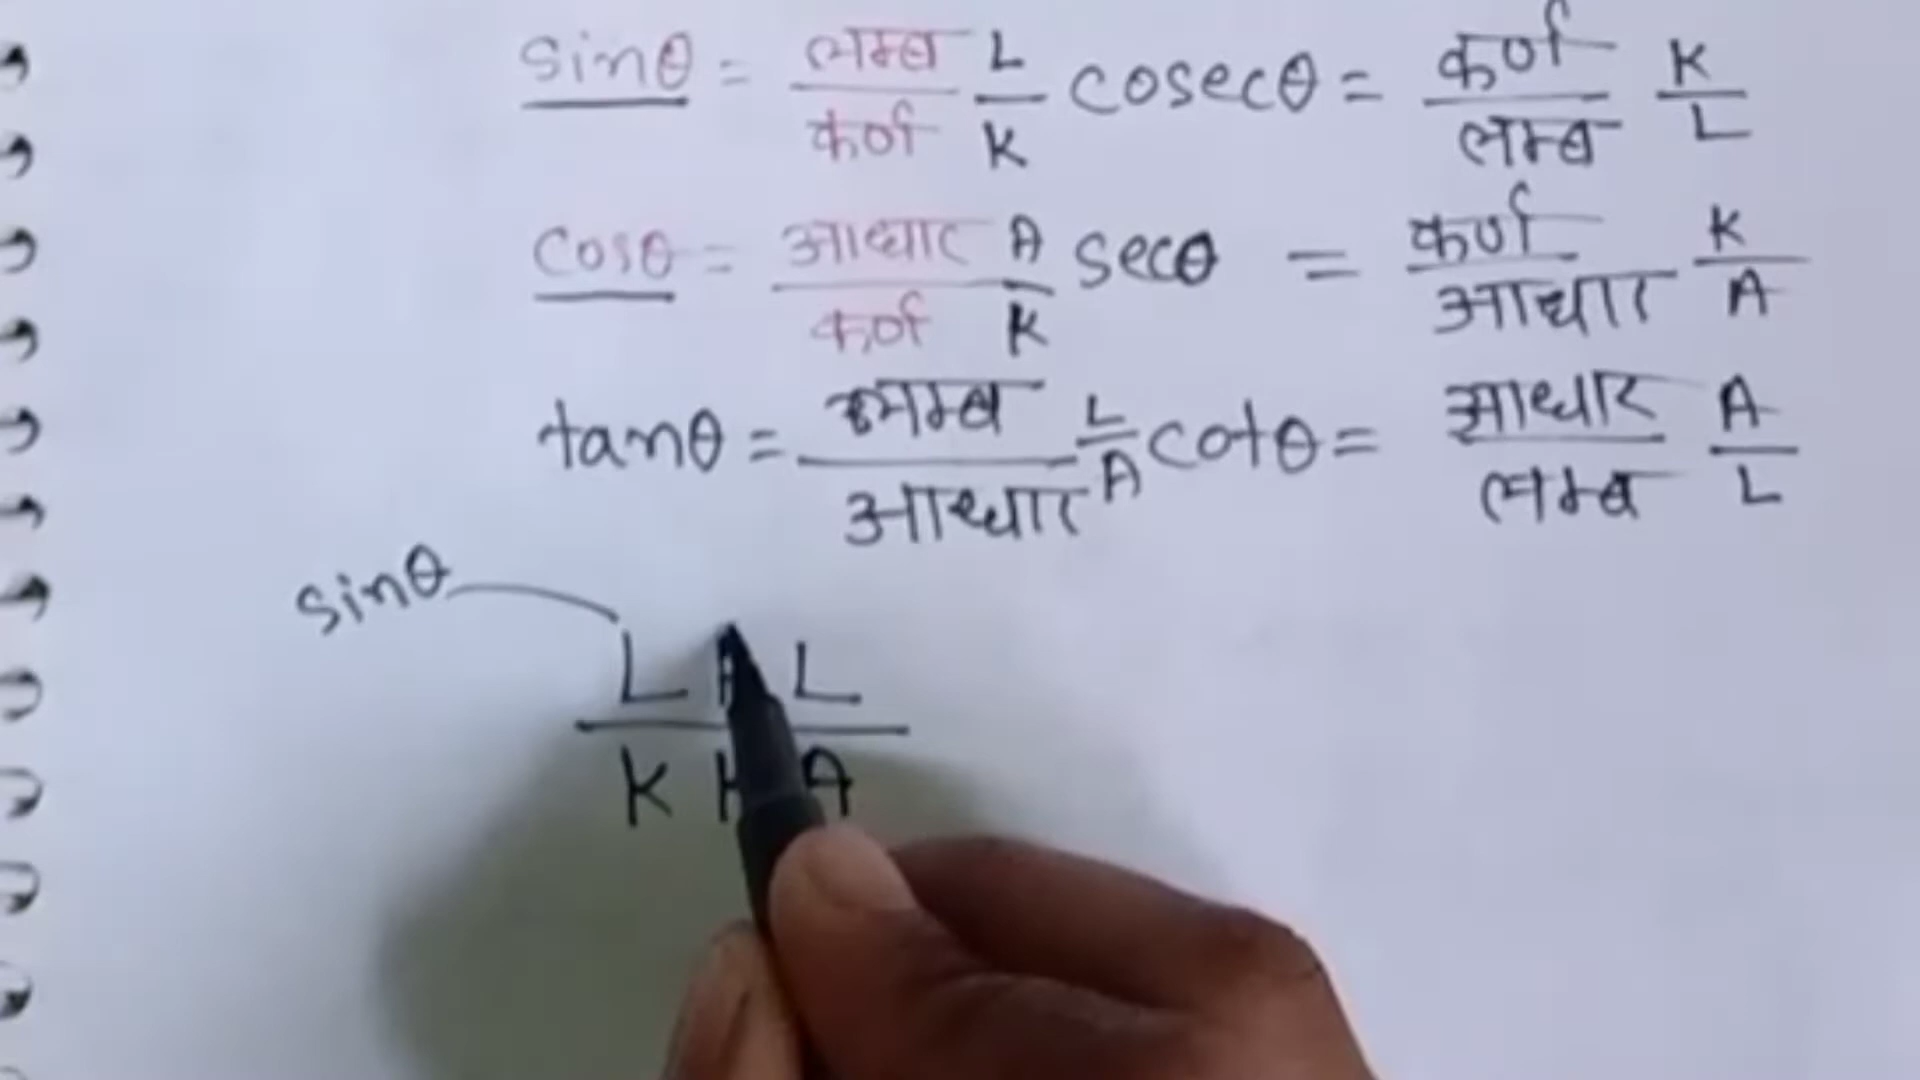 sinθ = लम्ब L cosecθ = कर्ण K
कर्ण K लम्ब L
cosθ = आधार A secθ = कर्ण K
कर्ण K आधार A
tanθ = लम्ब L cotθ = आधार A
आधार A लम्ब L
sinθ
L A L
K K A